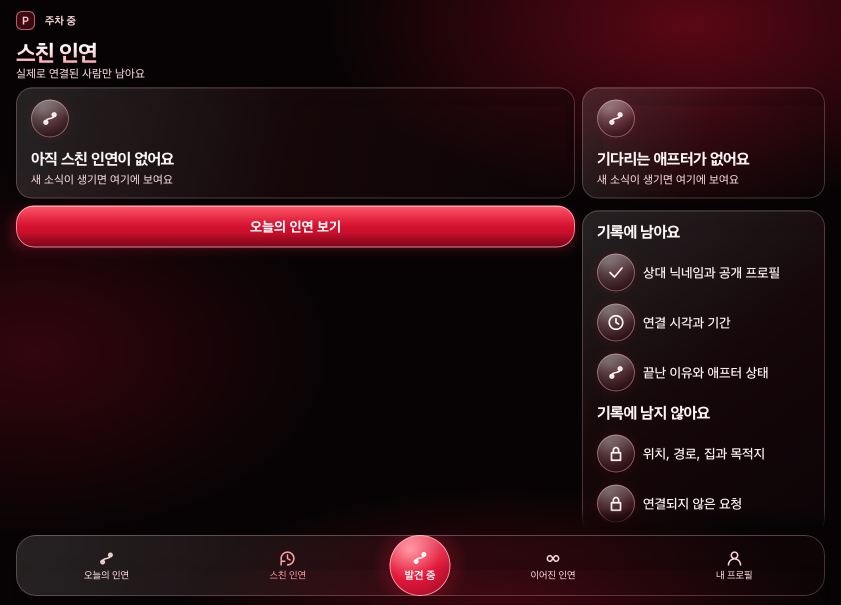 P 주차 중
스친 인연
실제로 연결된 사람만 남아요
아직 스친 인연이 없어요
새 소식이 생기면 여기에 보여요
오늘의 인연 보기
기다리는 애프터가 없어요
새 소식이 생기면 여기에 보여요
기록에 남아요
상대 닉네임과 공개 프로필
연결 시각과 기간
끝난 이유와 애프터 상태
기록에 남지 않아요
위치, 경로, 집과 목적지
연결되지 않은 요청
오늘의 인연
스친 인연
발견 중
이어진 인연
내 프로필